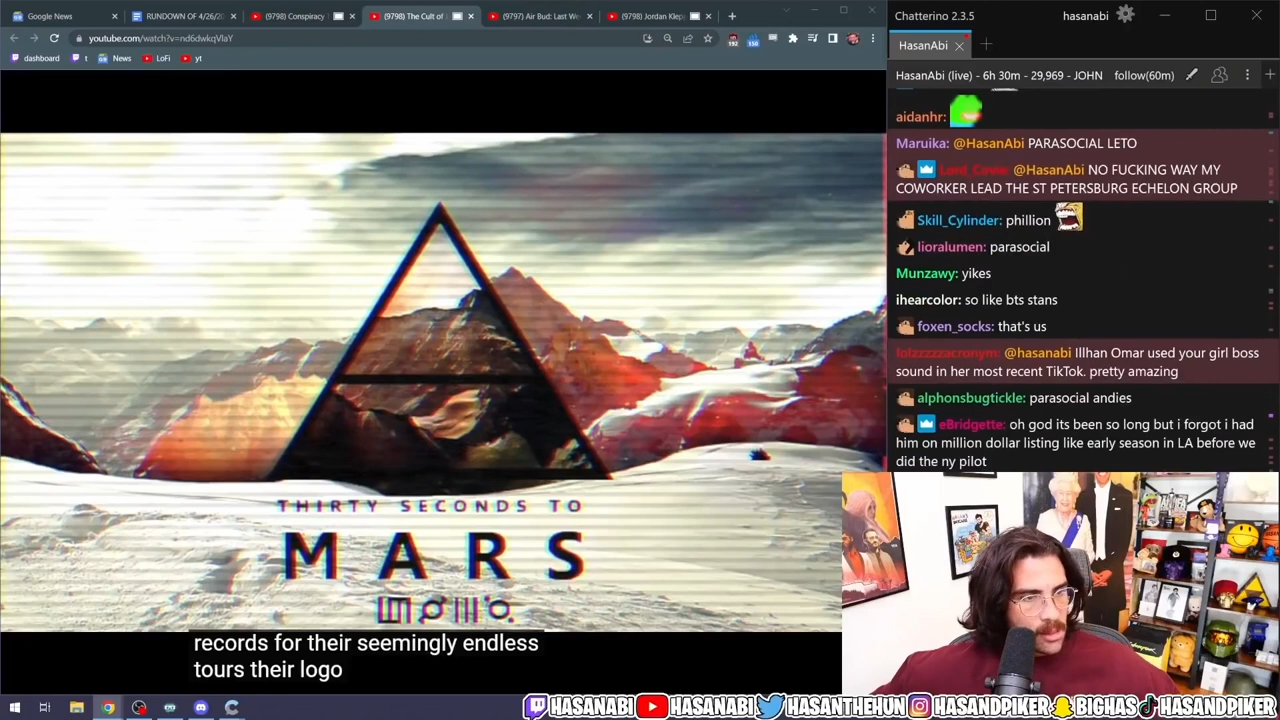 Google News
RUNDOWN OF 4/26/20
(9798) Conspiracy
(9798) The Cult of J
(9797) Air Bud: Last We
(9798) Jordan Klep
youtube.com/watch?v=nd6dwkqVlaY
192
150
dashboard
t
News
LoFi
yt
THIRTY SECONDS TO
MARS
records for their seemingly endless
tours their logo
Chatterino 2.3.5
hasanabi
HasanAbi
HasanAbi (live) - 6h 30m - 29,969 - JOHN
follow(60m)
aidanhr:
Maruika: @HasanAbi PARASOCIAL LETO
Lord_Covie: @HasanAbi NO FUCKING WAY MY
COWORKER LEAD THE ST PETERSBURG ECHELON GROUP
Skill_Cylinder: phillion
lioralumen: parasocial
Munzawy: yikes
ihearcolor: so like bts stans
foxen_socks: that's us
lolzzzzzacronym: @hasanabi Illhan Omar used your girl boss
sound in her most recent TikTok. pretty amazing
alphonsbugtickle: parasocial andies
eBridgette: oh god its been so long but i forgot i had
him on million dollar listing like early season in LA before we
did the ny pilot
HASANABI
HASANABI
HASANTHEHUN
HASANDPIKER
BIGHAS
HASANDPIKER